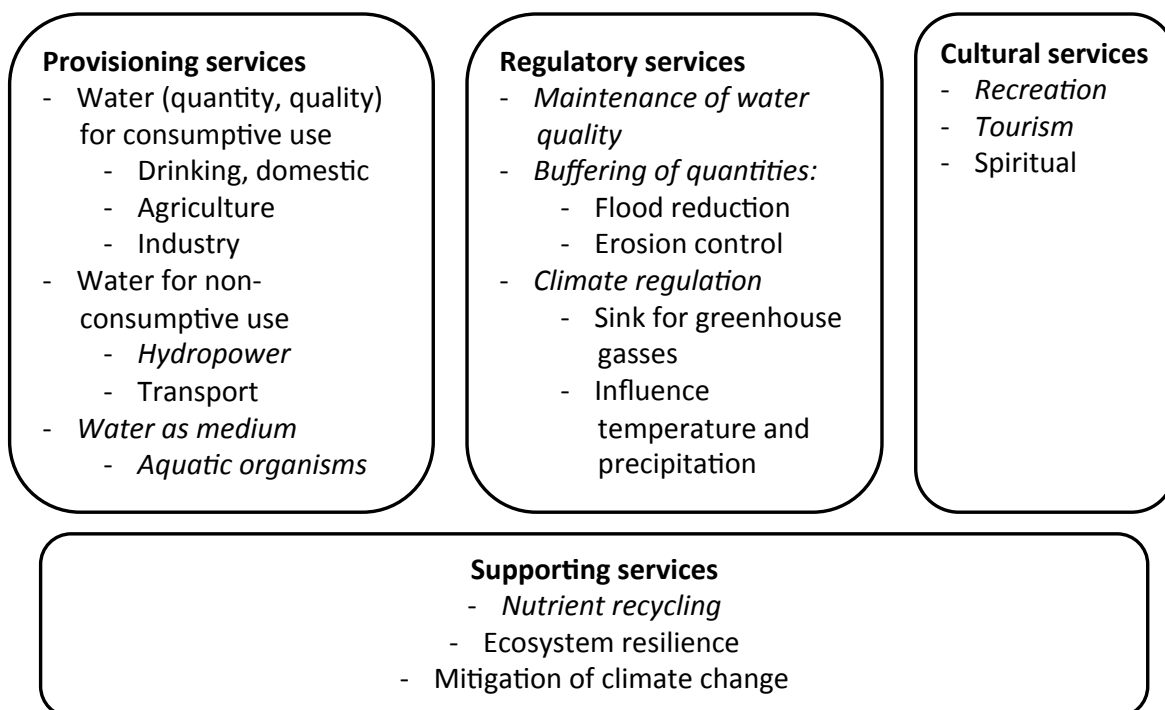 Provisioning services
- Water (quantity, quality)
for consumptive use
- Drinking, domestic
- Agriculture
- Industry
- Water for non-
consumptive use
- Hydropower
- Transport
- Water as medium
- Aquatic organisms
Regulatory services
- Maintenance of water
quality
- Buffering of quantities:
- Flood reduction
- Erosion control
- Climate regulation
- Sink for greenhouse
gasses
- Influence
temperature and
precipitation
Cultural services
- Recreation
- Tourism
- Spiritual
Supporting services
- Nutrient recycling
- Ecosystem resilience
- Mitigation of climate change